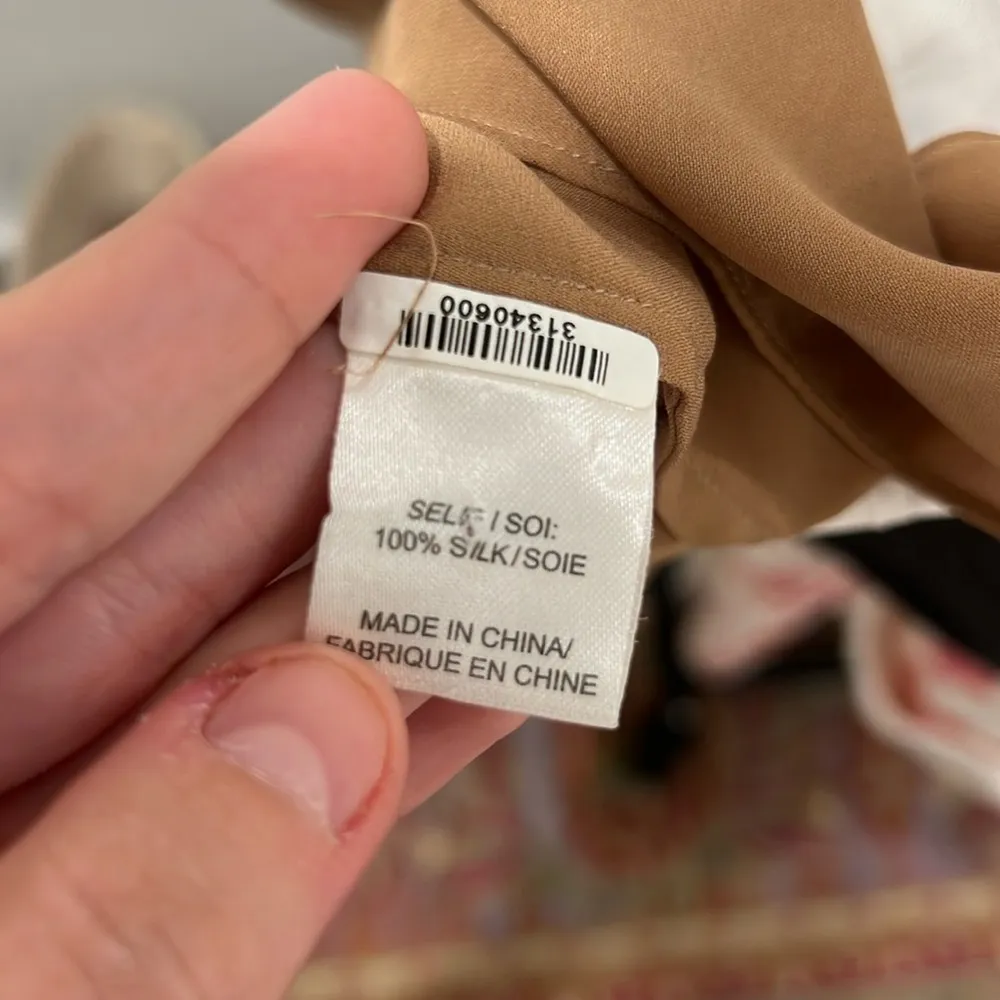 31340600
SELF / SOI:
100% SILK/SOIE
MADE IN CHINA/
FABRIQUE EN CHINE